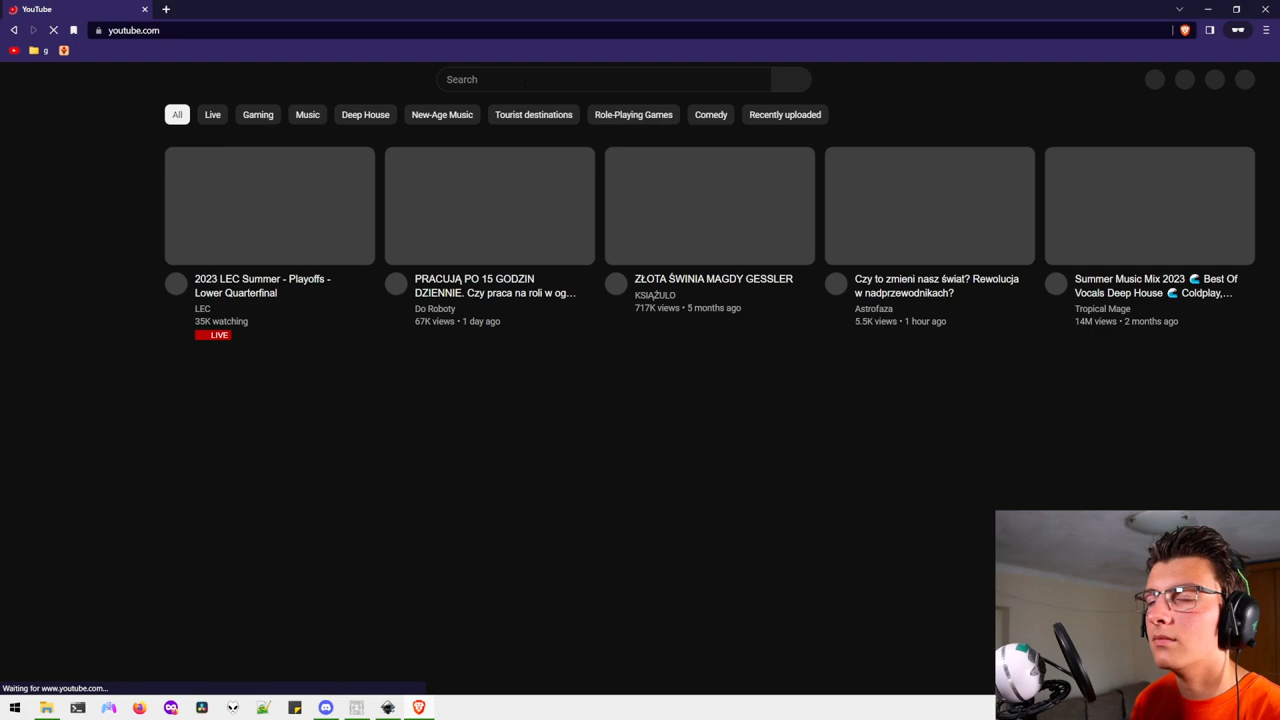 YouTube
youtube.com
g
Search
All
Live
Gaming
Music
Deep House
New-Age Music
Tourist destinations
Role-Playing Games
Comedy
Recently uploaded
2023 LEC Summer - Playoffs -
Lower Quarterfinal
LEC
35K watching
LIVE
PRACUJĄ PO 15 GODZIN
DZIENNIE. Czy praca na roli w og…
Do Roboty
67K views • 1 day ago
ZŁOTA ŚWINIA MAGDY GESSLER
KSIĄŻULO
717K views • 5 months ago
Czy to zmieni nasz świat? Rewolucja
w nadprzewodnikach?
Astrofaza
5.5K views • 1 hour ago
Summer Music Mix 2023 🌊 Best Of
Vocals Deep House 🌊 Coldplay,…
Tropical Mage
14M views • 2 months ago
Waiting for www.youtube.com...